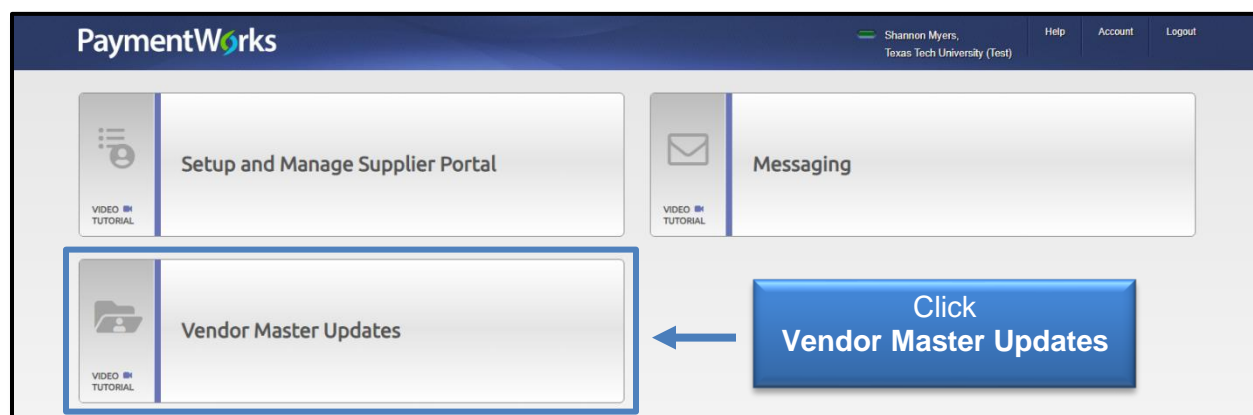 PaymentWorks
Shannon Myers,
Texas Tech University (Test)
Help
Account
Logout
Setup and Manage Supplier Portal
VIDEO
TUTORIAL
Messaging
VIDEO
TUTORIAL
Vendor Master Updates
VIDEO
TUTORIAL
Click
Vendor Master Updates